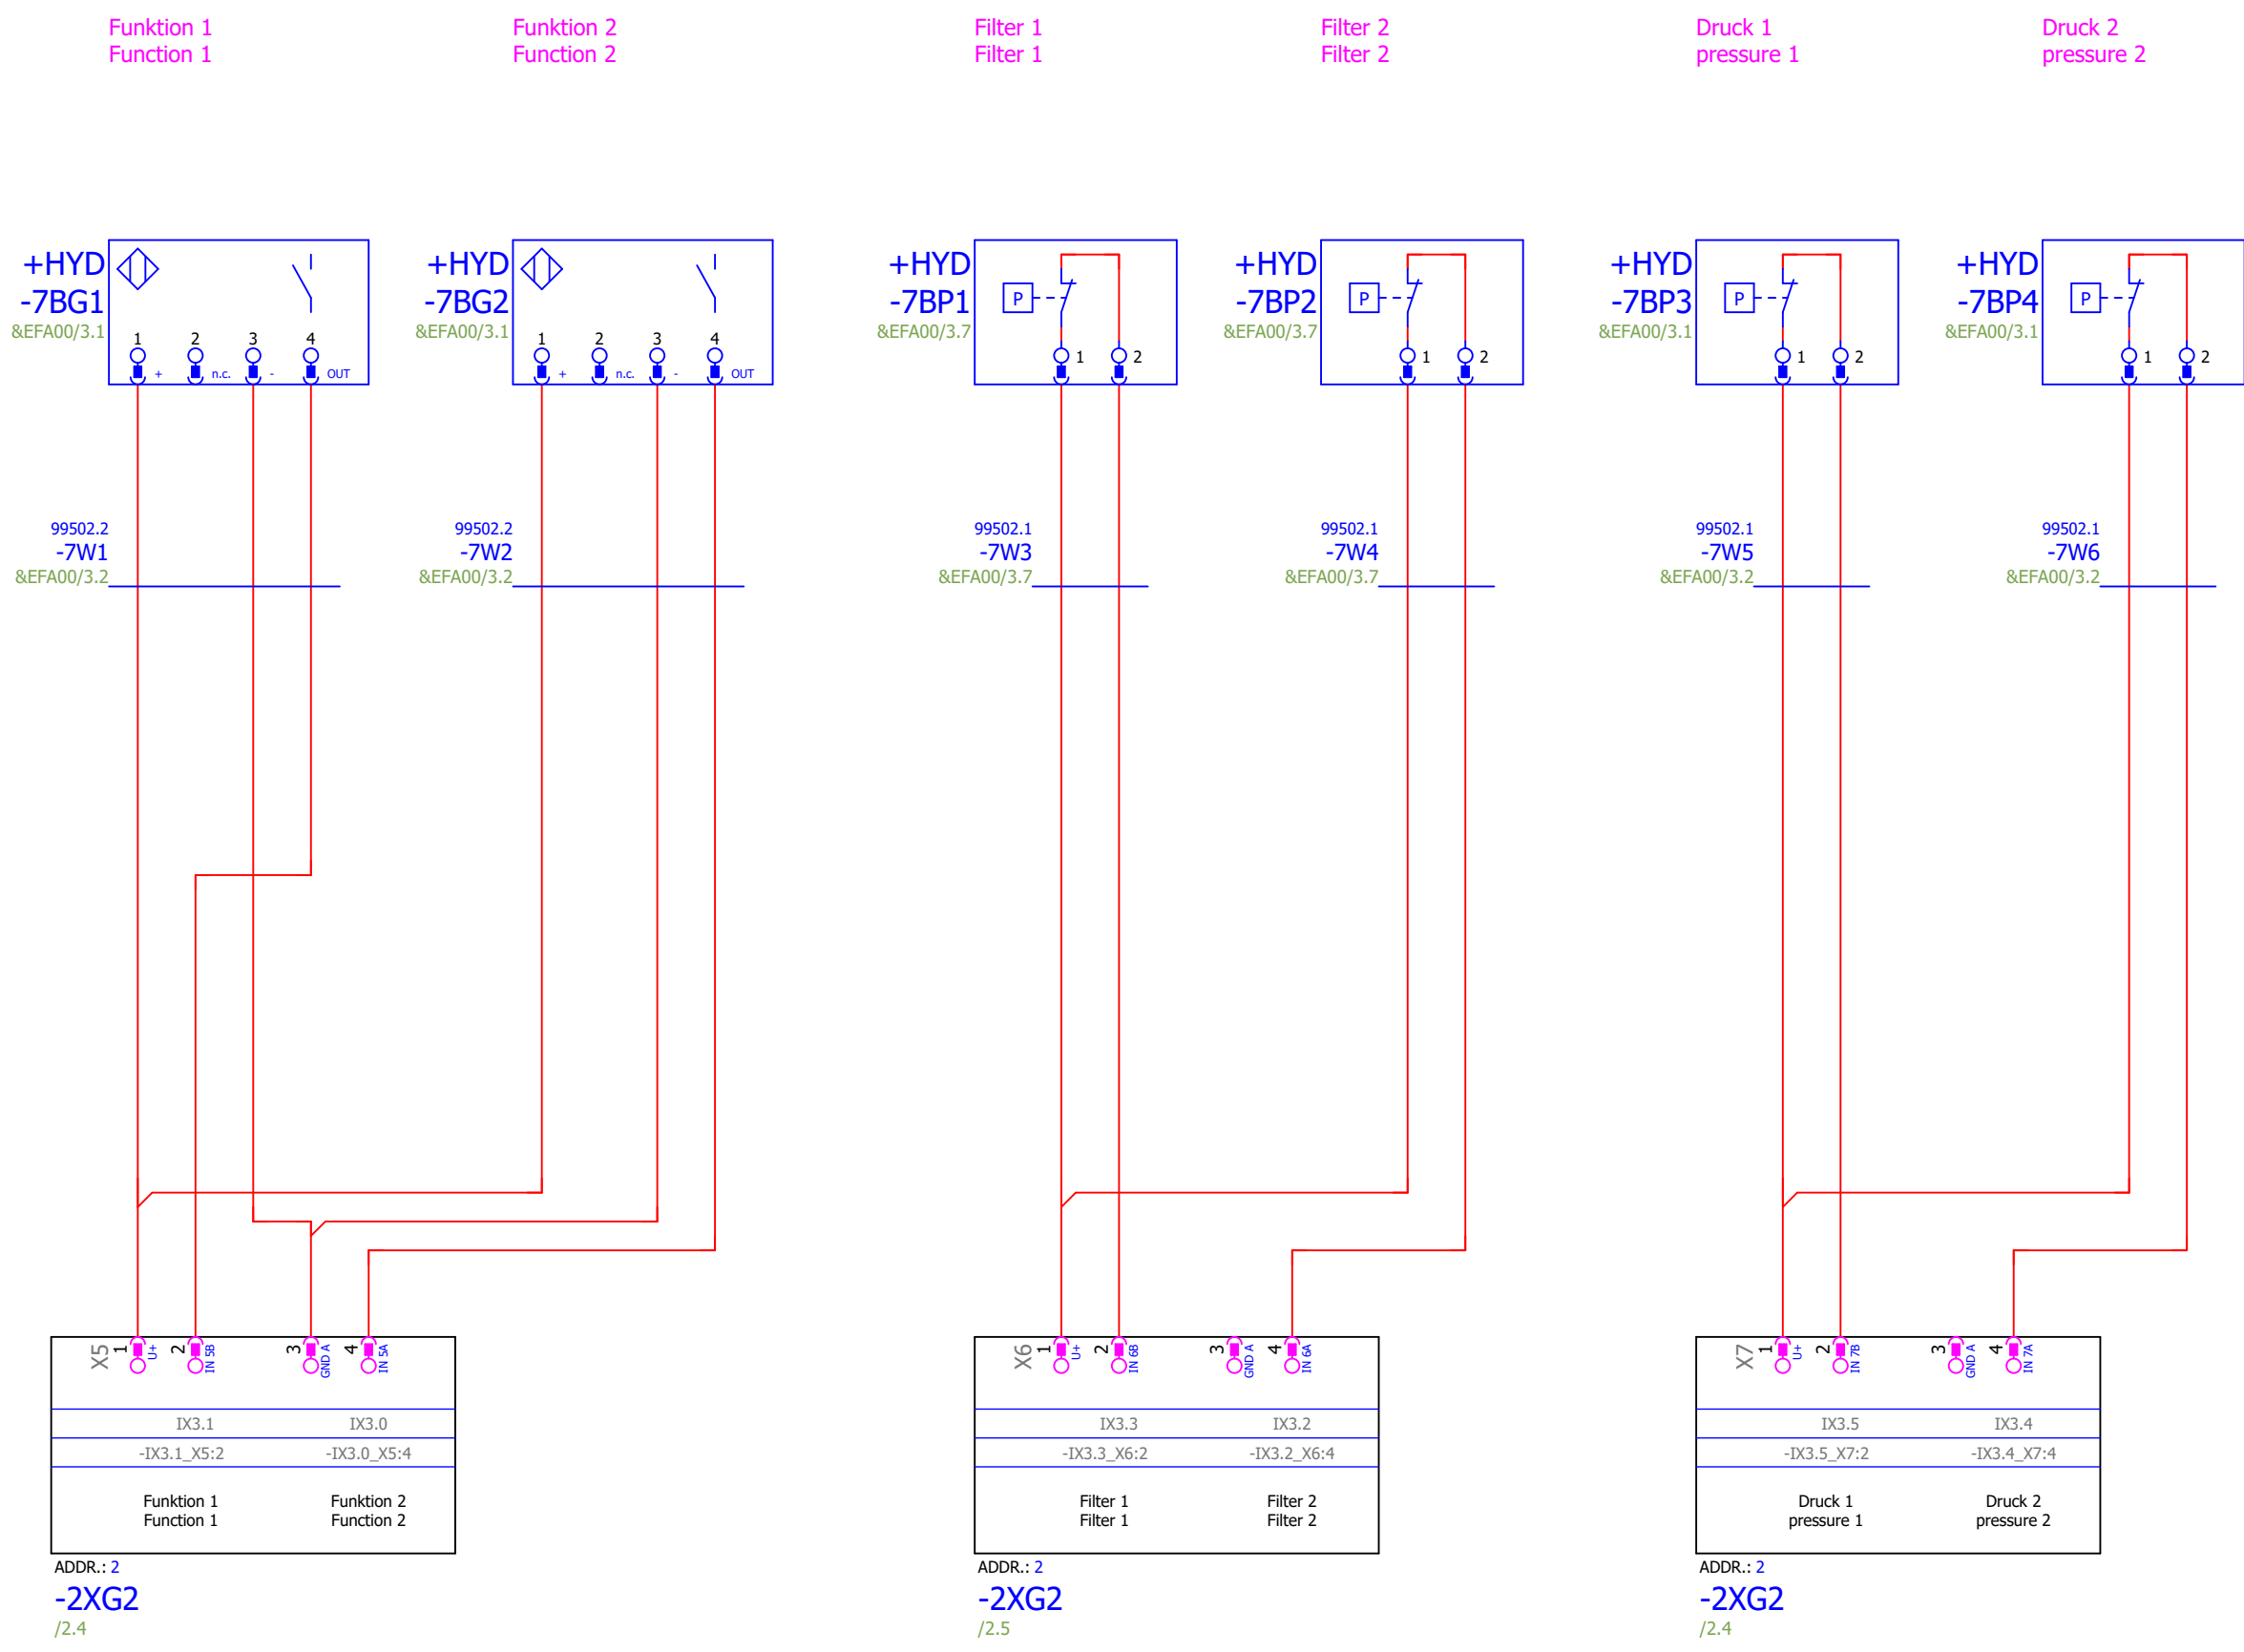 Funktion 1
Function 1
Funktion 2
Function 2
Filter 1
Filter 1
Filter 2
Filter 2
Druck 1
pressure 1
Druck 2
pressure 2
+HYD
-7BG1
&EFA00/3.1
1 2 3 4
+ n.c. - OUT
+HYD
-7BG2
&EFA00/3.1
1 2 3 4
+ n.c. - OUT
+HYD
-7BP1
&EFA00/3.7
P
1 2
+HYD
-7BP2
&EFA00/3.7
P
1 2
+HYD
-7BP3
&EFA00/3.1
P
1 2
+HYD
-7BP4
&EFA00/3.1
P
1 2
99502.2
-7W1
&EFA00/3.2
99502.2
-7W2
&EFA00/3.2
99502.1
-7W3
&EFA00/3.7
99502.1
-7W4
&EFA00/3.7
99502.1
-7W5
&EFA00/3.2
99502.1
-7W6
&EFA00/3.2
X5
1 U+
2 IN 5B
3 GND A
4 IN 5A
IX3.1 IX3.0
-IX3.1_X5:2 -IX3.0_X5:4
Funktion 1 Funktion 2
Function 1 Function 2
ADDR.: 2
-2XG2
/2.4
X6
1 U+
2 IN 6B
3 GND A
4 IN 6A
IX3.3 IX3.2
-IX3.3_X6:2 -IX3.2_X6:4
Filter 1 Filter 2
Filter 1 Filter 2
ADDR.: 2
-2XG2
/2.5
X7
1 U+
2 IN 7B
3 GND A
4 IN 7A
IX3.5 IX3.4
-IX3.5_X7:2 -IX3.4_X7:4
Druck 1 Druck 2
pressure 1 pressure 2
ADDR.: 2
-2XG2
/2.4